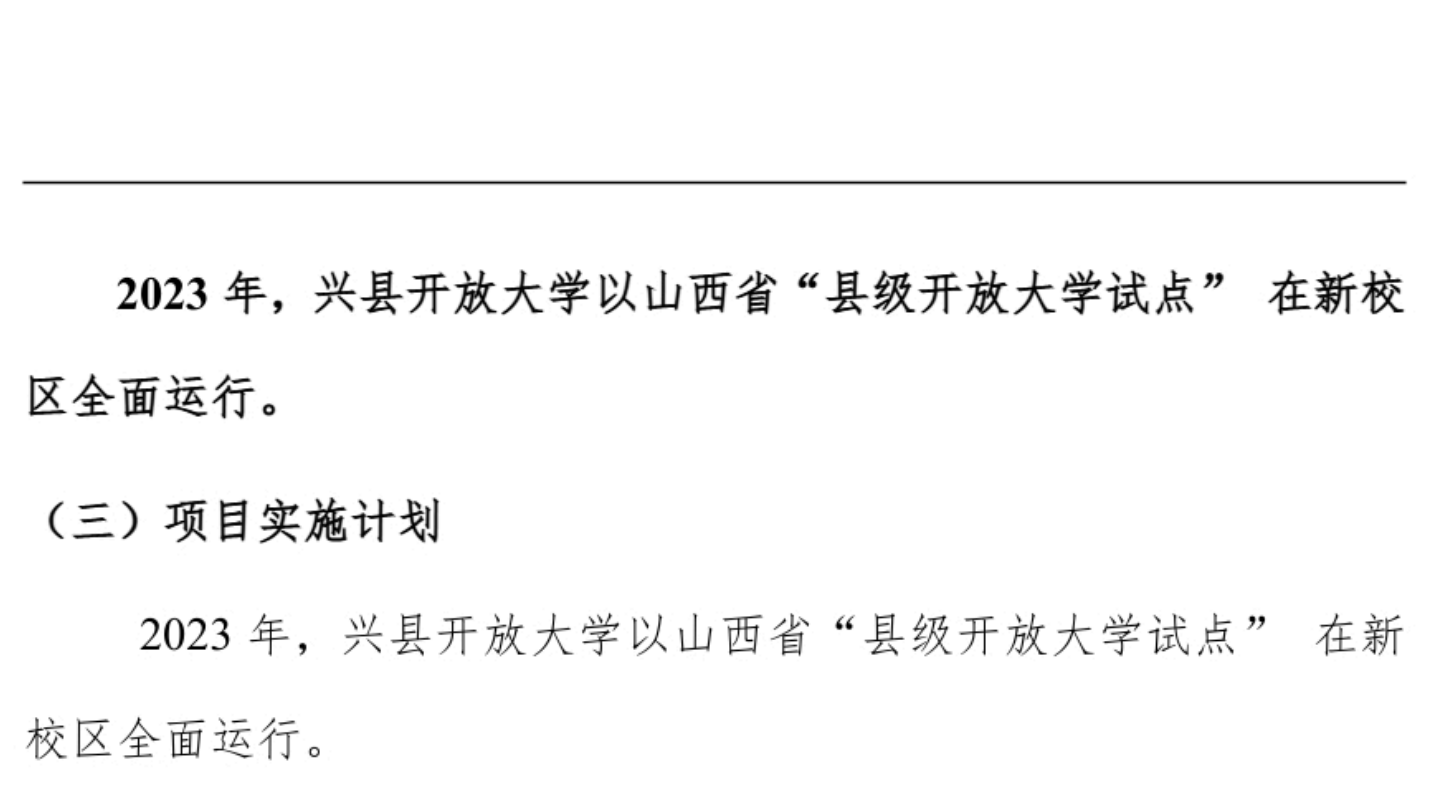 2023 年，兴县开放大学以山西省“县级开放大学试点” 在新校
区全面运行。
（三）项目实施计划
2023 年，兴县开放大学以山西省“县级开放大学试点” 在新
校区全面运行。